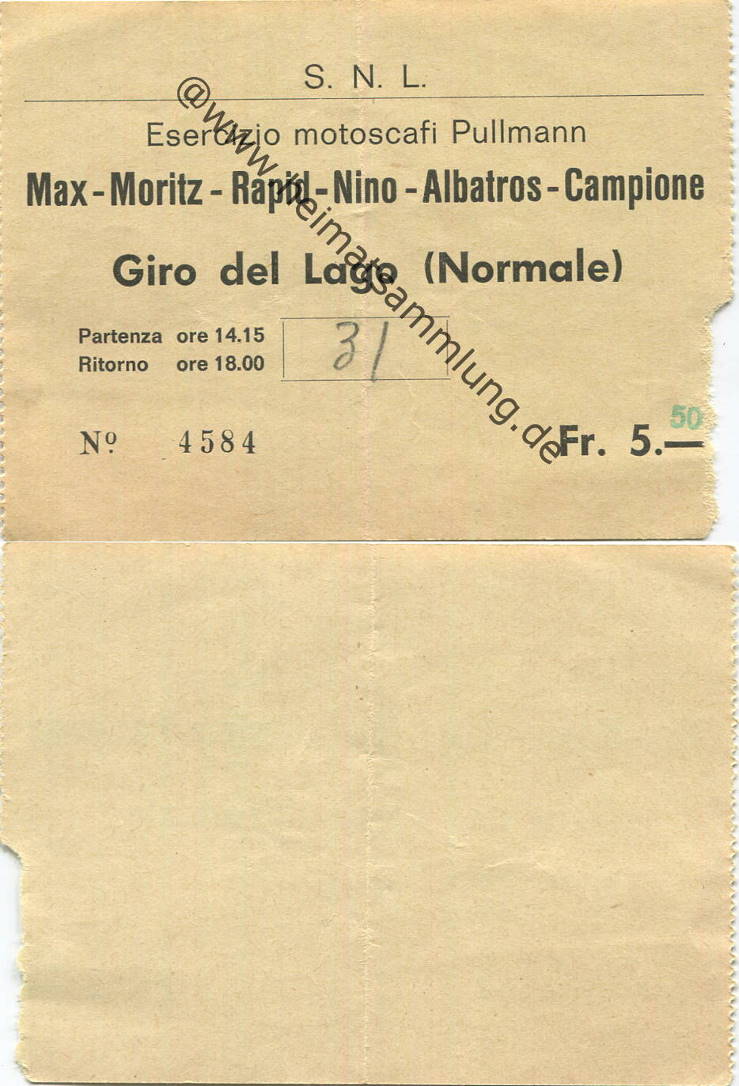 S. N. L.
Esercizio motoscafi Pullmann
Max - Moritz - Rapid - Nino - Albatros - Campione
Giro del Lago (Normale)
Partenza ore 14.15
Ritorno ore 18.00
31
Nº 4584
Fr. 5.—
50
@www.heimatsammlung.de